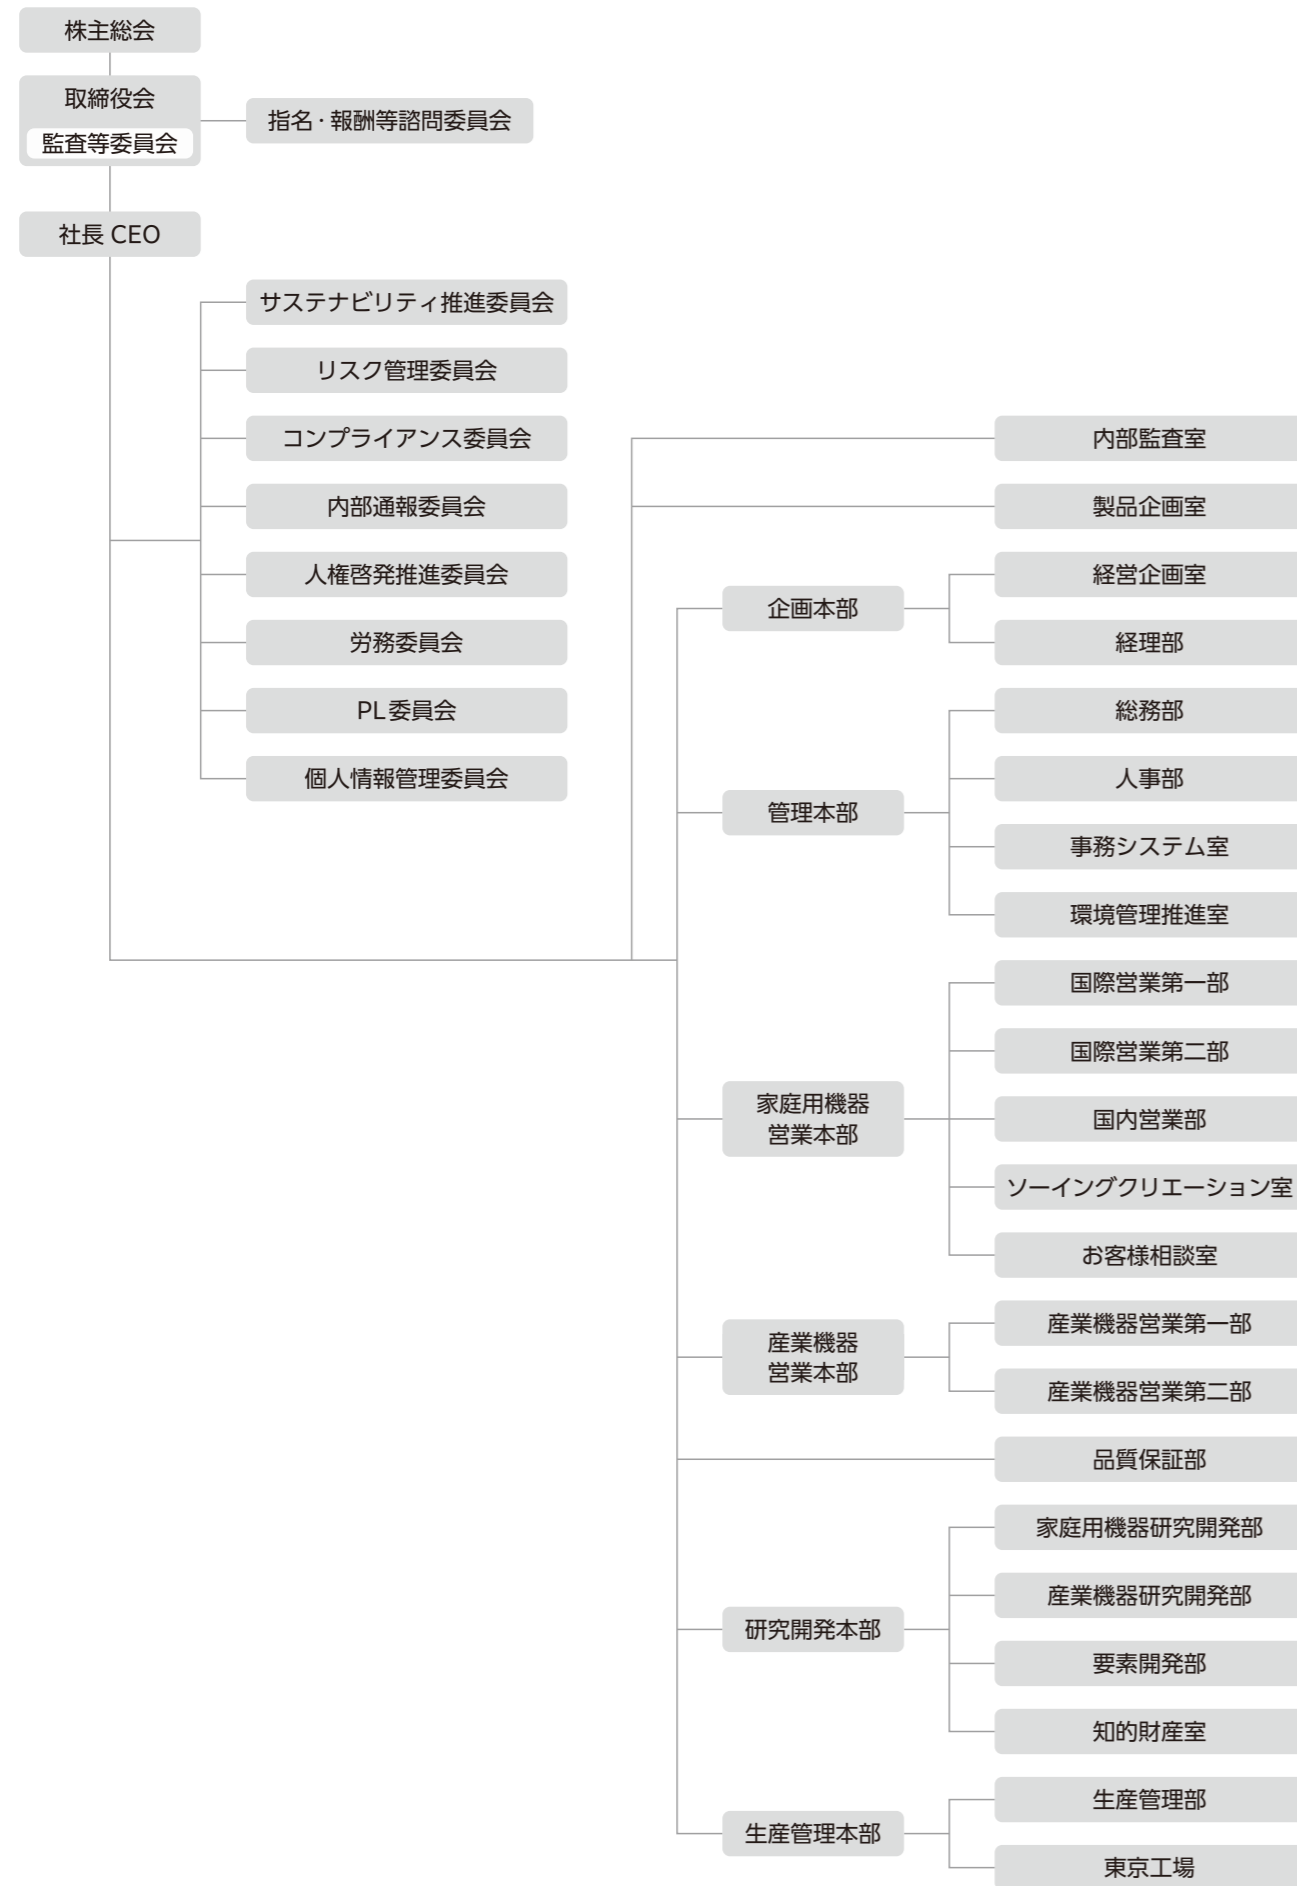 株主総会
取締役会
監査等委員会
指名・報酬等諮問委員会
社長 CEO
サステナビリティ推進委員会
リスク管理委員会
コンプライアンス委員会
内部通報委員会
人権啓発推進委員会
労務委員会
PL委員会
個人情報管理委員会
内部監査室
製品企画室
企画本部
経営企画室
経理部
管理本部
総務部
人事部
事務システム室
環境管理推進室
家庭用機器
営業本部
国際営業第一部
国際営業第二部
国内営業部
ソーイングクリエーション室
お客様相談室
産業機器
営業本部
産業機器営業第一部
産業機器営業第二部
品質保証部
研究開発本部
家庭用機器研究開発部
産業機器研究開発部
要素開発部
知的財産室
生産管理本部
生産管理部
東京工場